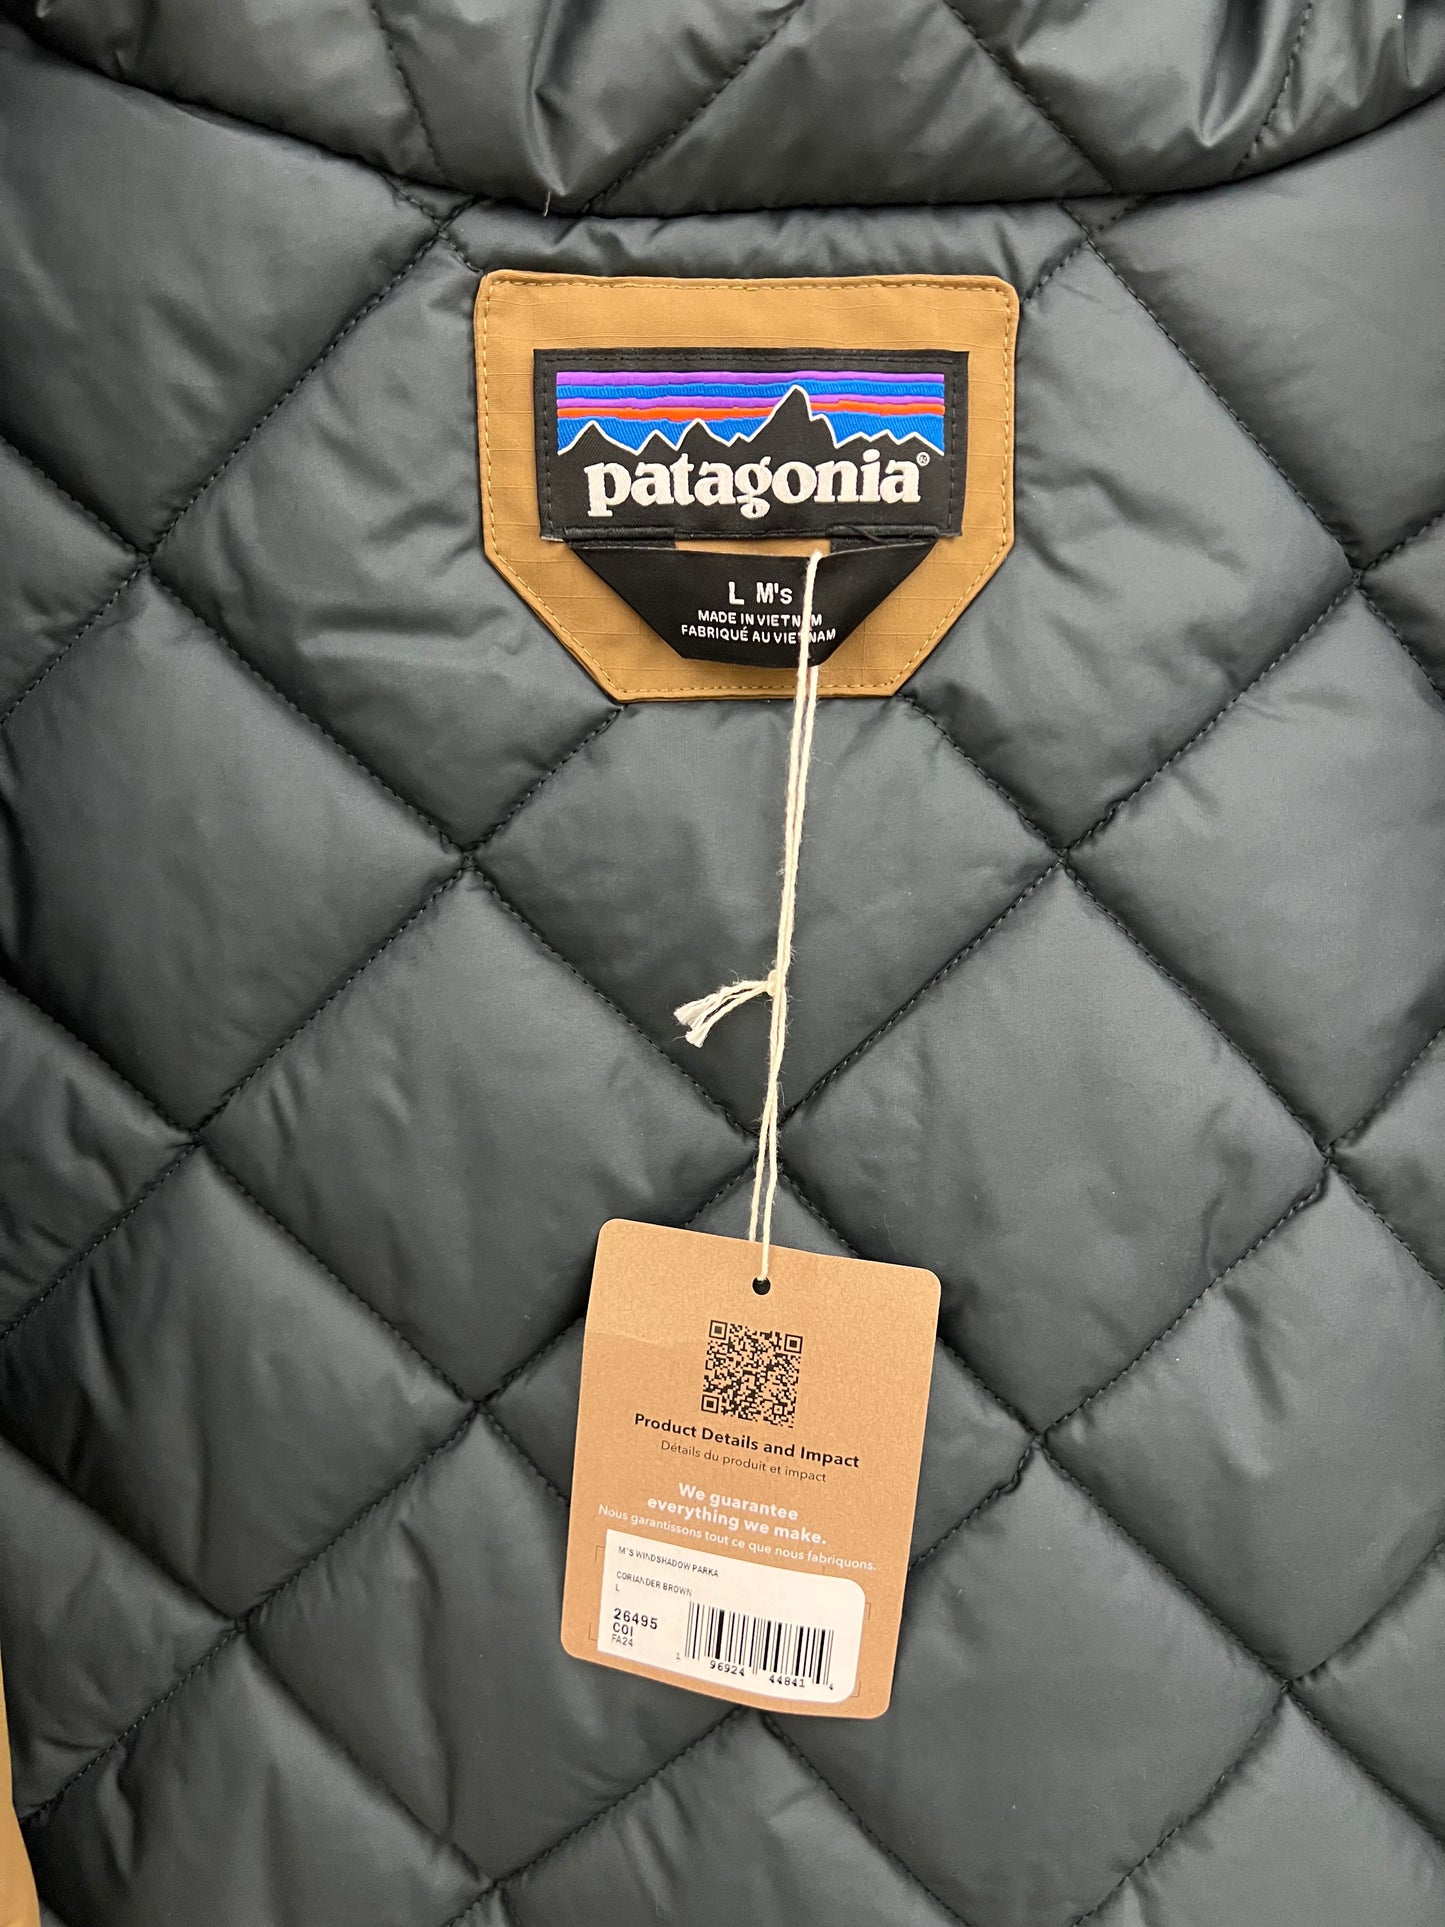 patagonia®
L M's
MADE IN VIETNAM
FABRIQUÉ AU VIETNAM
Product Details and Impact
Détails du produit et impact
We guarantee
everything we make.
Nous garantissons tout ce que nous fabriquons.
M'S WINDSHADOW PARKA
CORIANDER BROWN
L
26495
COI
FA24
1 96924 44841 4